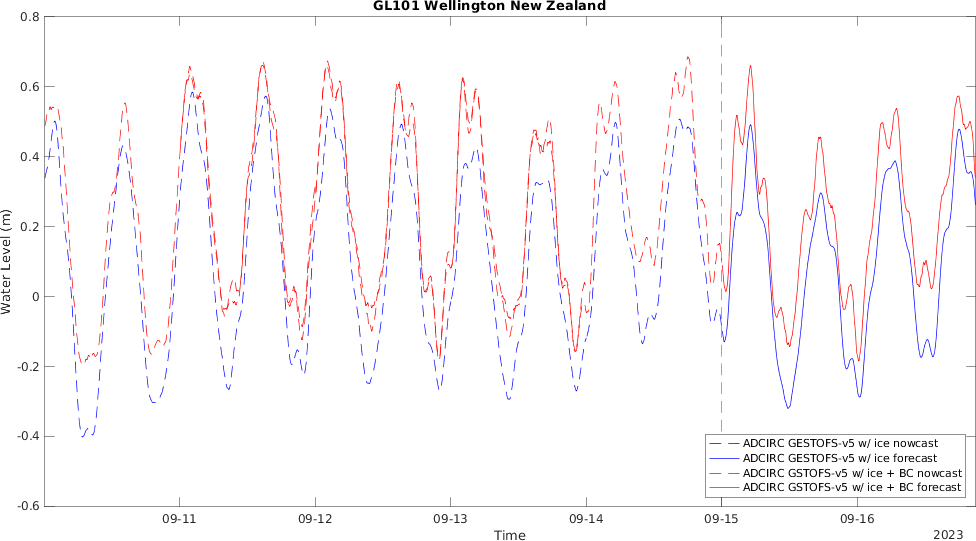 GL101 Wellington New Zealand
Water Level (m)
0.8
0.6
0.4
0.2
0
-0.2
-0.4
-0.6
09-11
09-12
09-13
09-14
09-15
09-16
Time
2023
ADCIRC GESTOFS-v5 w/ ice nowcast
ADCIRC GESTOFS-v5 w/ ice forecast
ADCIRC GSTOFS-v5 w/ ice + BC nowcast
ADCIRC GSTOFS-v5 w/ ice + BC forecast